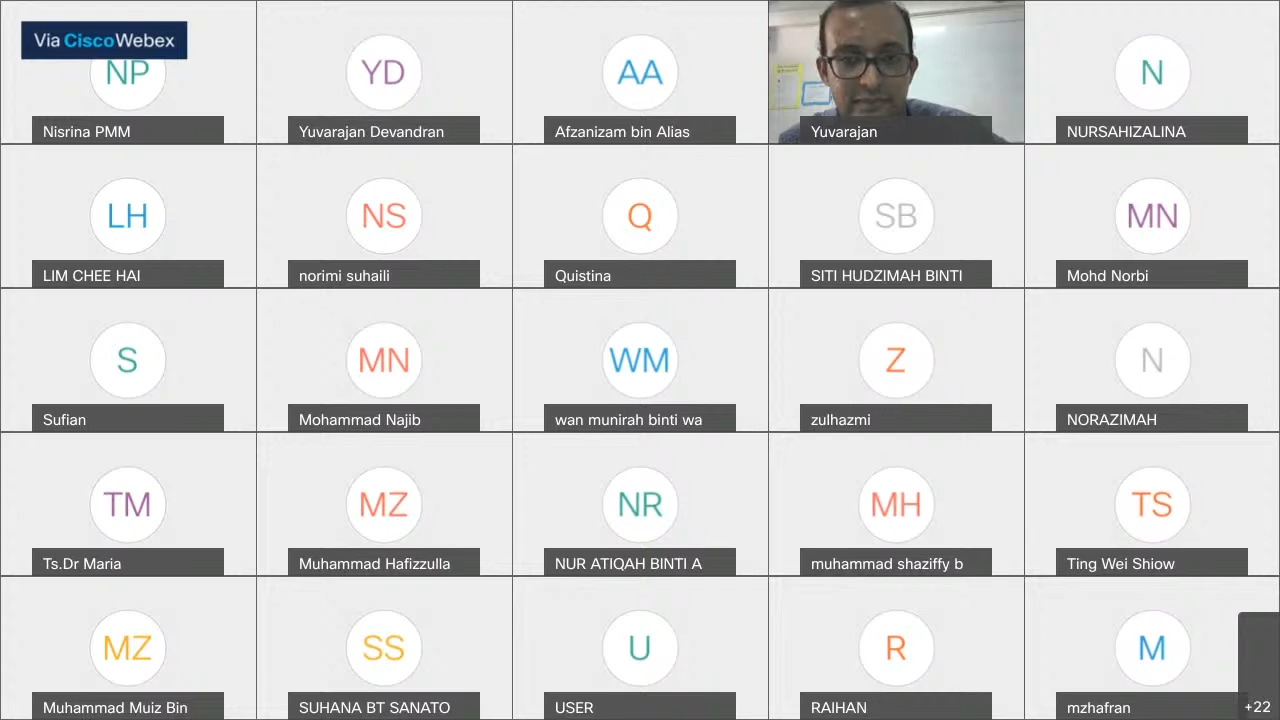 Via Cisco Webex
NP
YD
AA
N
Nisrina PMM
Yuvarajan Devandran
Afzanizam bin Alias
Yuvarajan
NURSAHIZALINA
LH
NS
Q
SB
MN
LIM CHEE HAI
norimi suhaili
Quistina
SITI HUDZIMAH BINTI
Mohd Norbi
S
MN
WM
Z
N
Sufian
Mohammad Najib
wan munirah binti wa
zulhazmi
NORAZIMAH
TM
MZ
NR
MH
TS
Ts.Dr Maria
Muhammad Hafizzulla
NUR ATIQAH BINTI A
muhammad shaziffy b
Ting Wei Shiow
MZ
SS
U
R
M
Muhammad Muiz Bin
SUHANA BT SANATO
USER
RAIHAN
mzhafran
+22